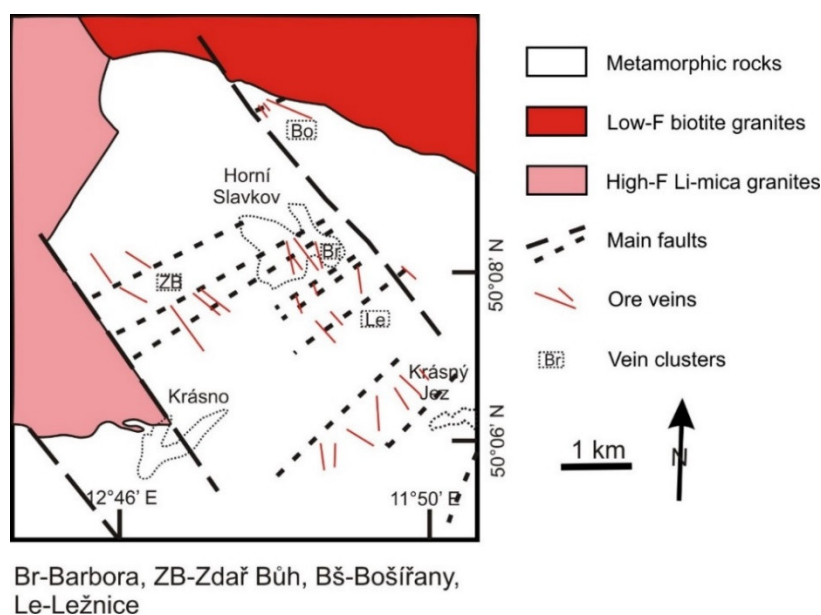 Bo
Horní
Slavkov
Br
ZB
Le
Krásno
Krásný
Jez
12°46' E
11°50' E
50°08' N
50°06' N
Metamorphic rocks
Low-F biotite granites
High-F Li-mica granites
Main faults
Ore veins
Br
Vein clusters
1 km
N
Br-Barbora, ZB-Zdař Bůh, Bš-Bošířany,
Le-Ležnice